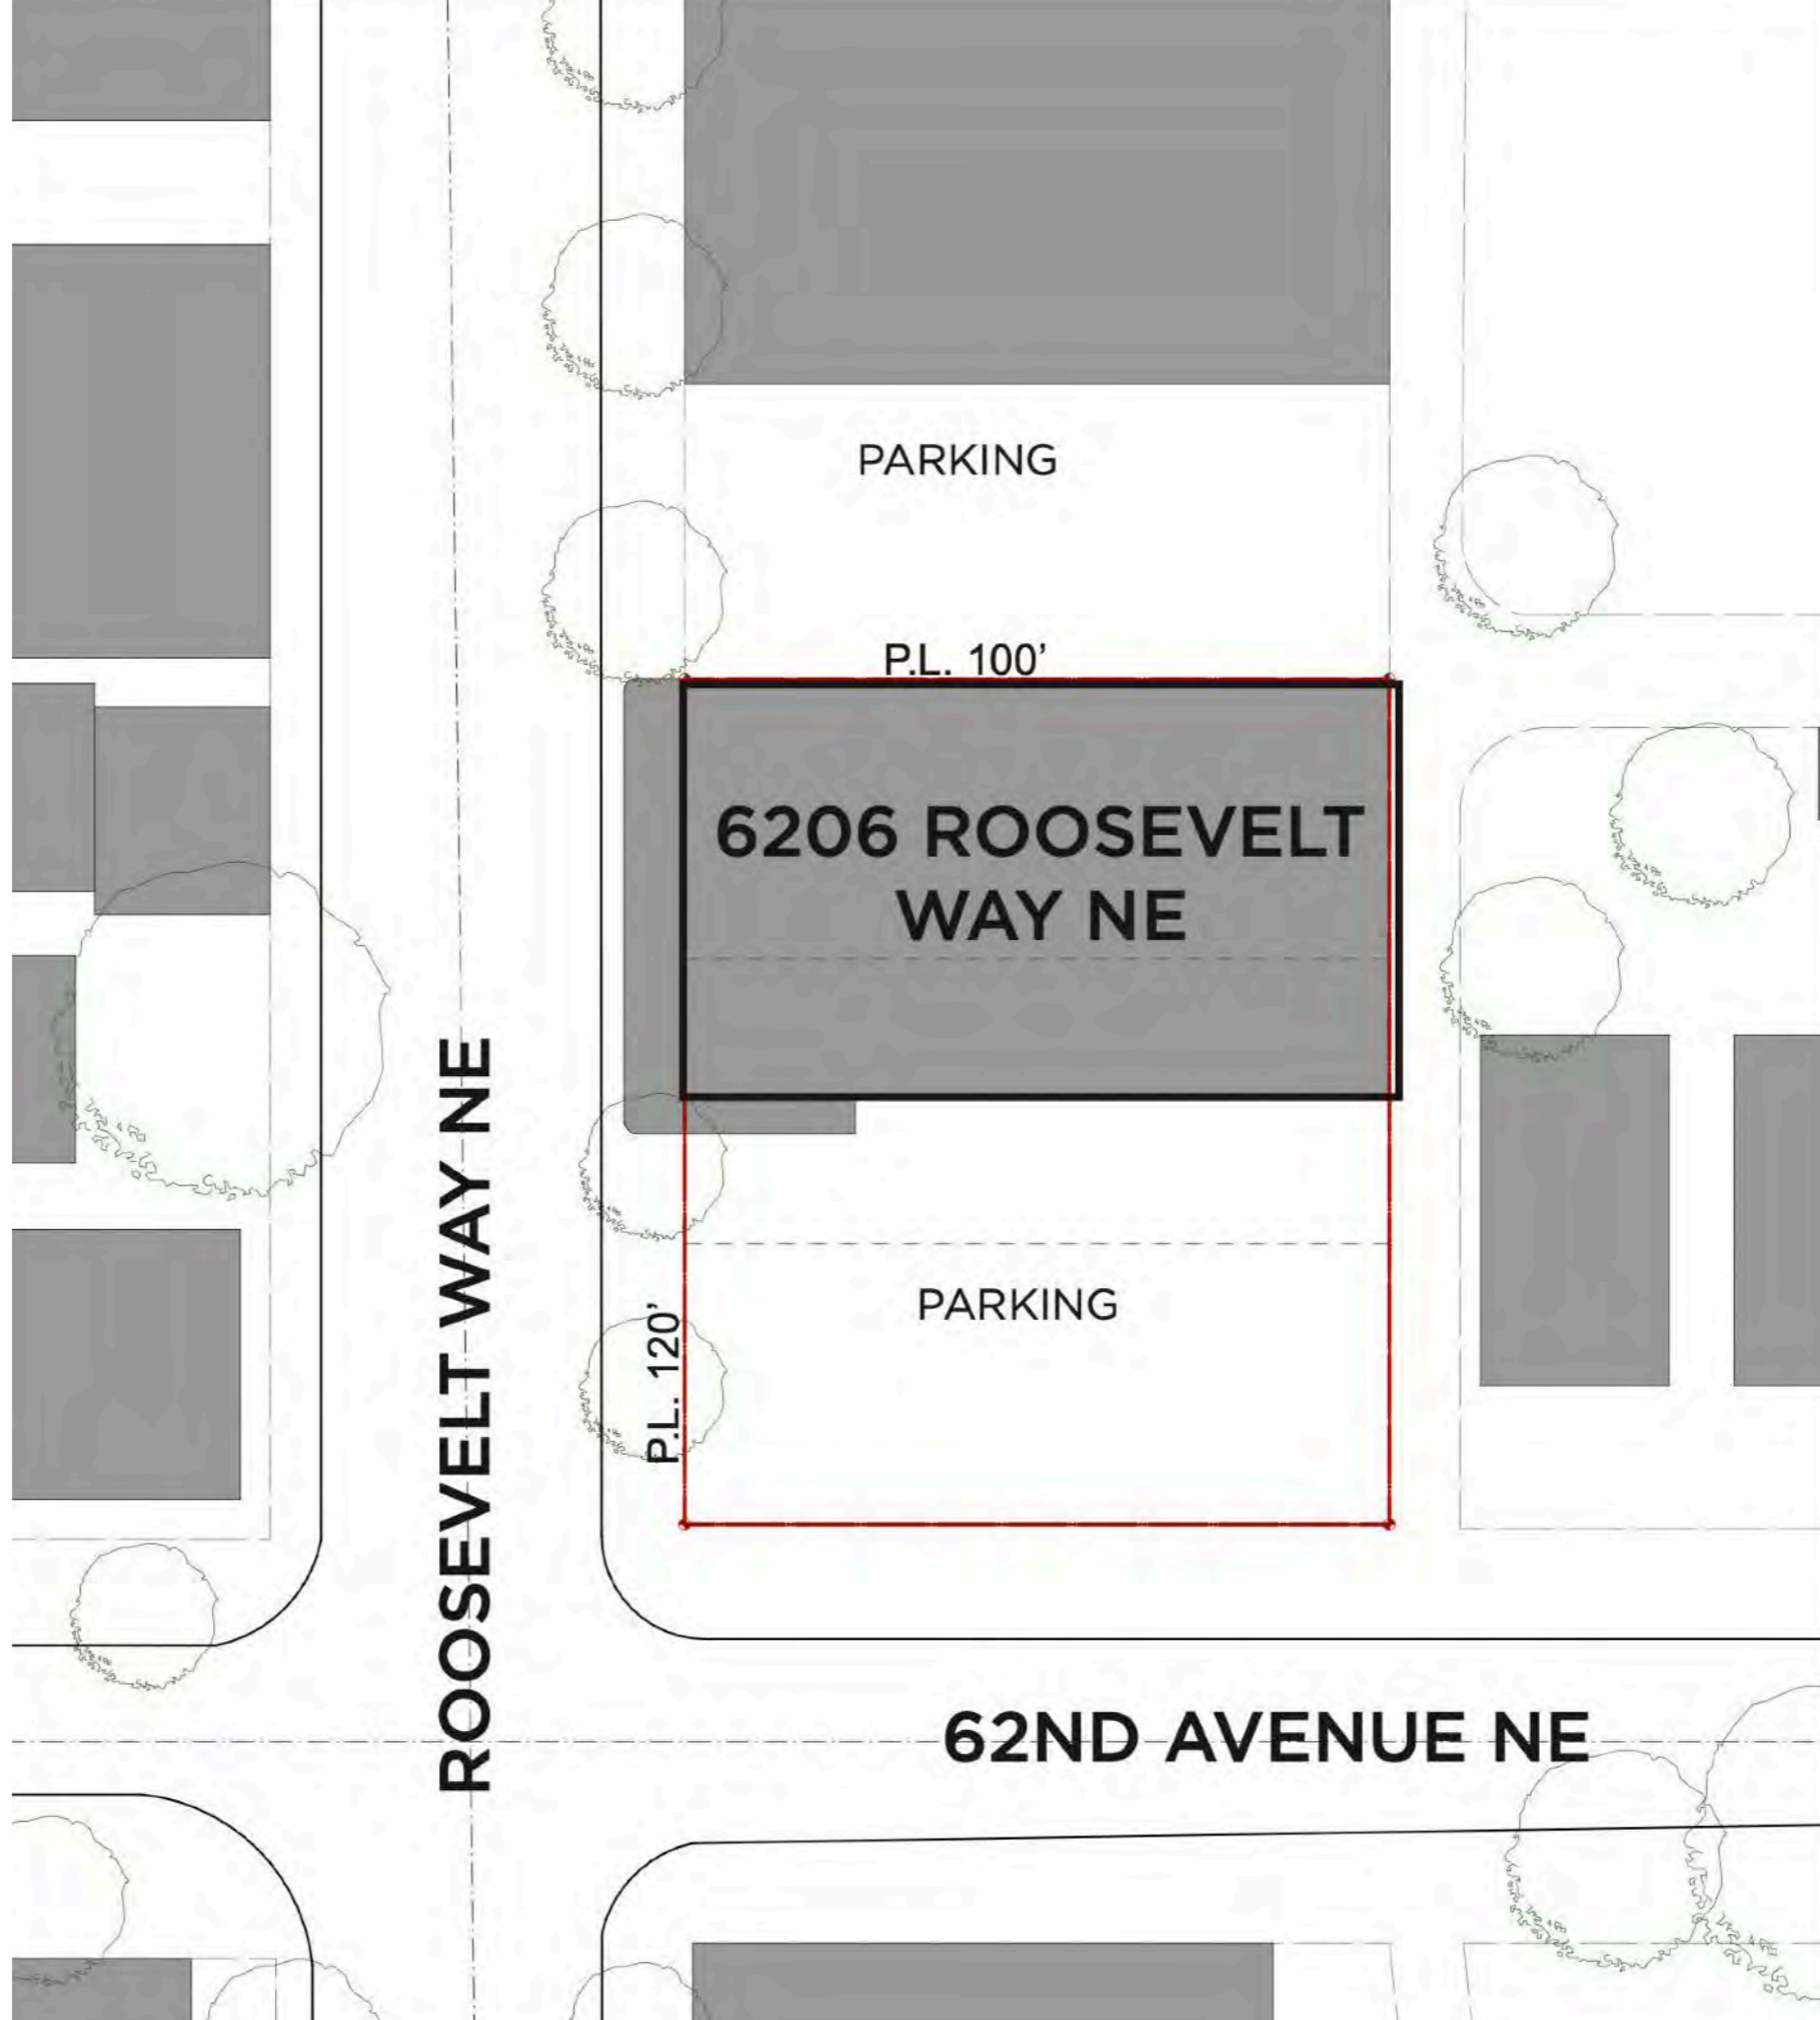 PARKING
P.L. 100’
6206 ROOSEVELT
WAY NE
ROOSEVELT WAY NE
PARKING
P.L. 120’
62ND AVENUE NE